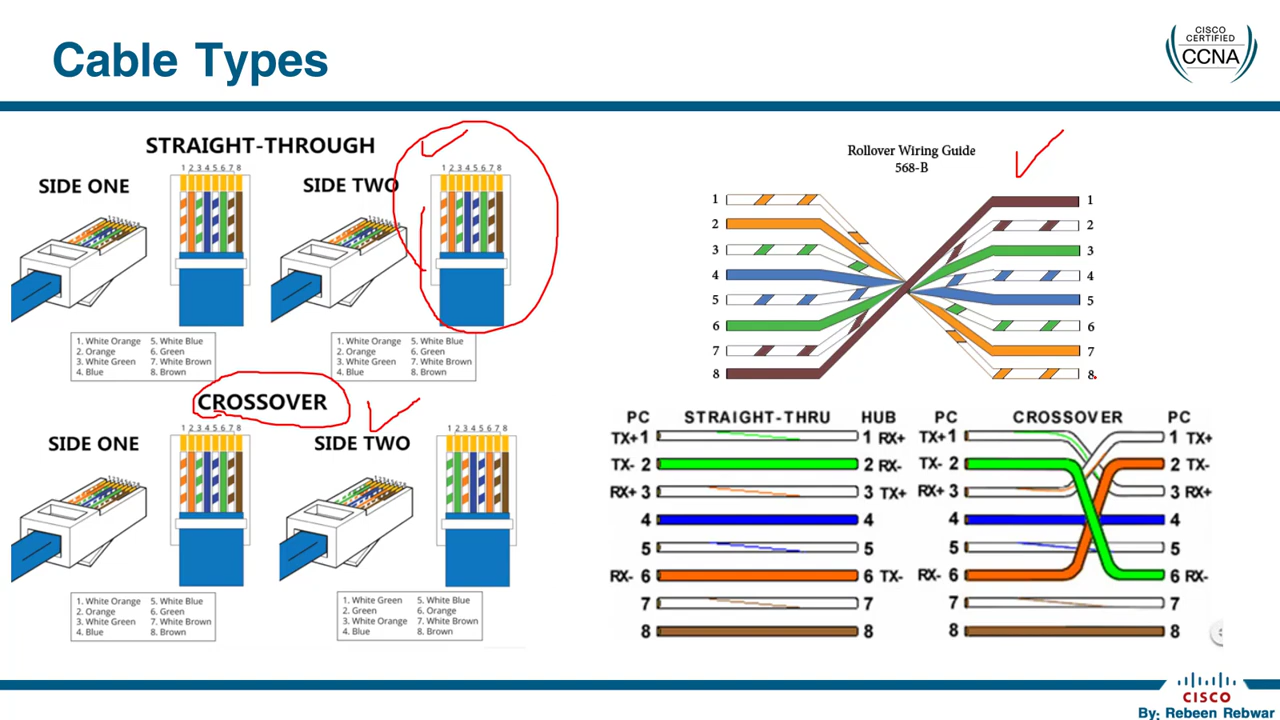 Cable Types
CISCO
CERTIFIED
CCNA
STRAIGHT-THROUGH
SIDE ONE
1 2 3 4 5 6 7 8
SIDE TWO
1 2 3 4 5 6 7 8
1. White Orange 5. White Blue
2. Orange 6. Green
3. White Green 7. White Brown
4. Blue 8. Brown
1. White Orange 5. White Blue
2. Orange 6. Green
3. White Green 7. White Brown
4. Blue 8. Brown
CROSSOVER
SIDE ONE
1 2 3 4 5 6 7 8
SIDE TWO
1 2 3 4 5 6 7 8
1. White Orange 5. White Blue
2. Orange 6. Green
3. White Green 7. White Brown
4. Blue 8. Brown
1. White Green 5. White Blue
2. Green 6. Orange
3. White Orange 7. White Brown
4. Blue 8. Brown
Rollover Wiring Guide
568-B
1 1
2 2
3 3
4 4
5 5
6 6
7 7
8 8
PC STRAIGHT-THRU HUB
TX+ 1 1 RX+
TX- 2 2 RX-
RX+ 3 3 TX+
4 4
5 5
RX- 6 6 TX-
7 7
8 8
PC CROSSOVER PC
TX+ 1 1 TX+
TX- 2 2 TX-
RX+ 3 3 RX+
4 4
5 5
RX- 6 6 RX-
7 7
8 8
CISCO
By: Rebeen Rebwar